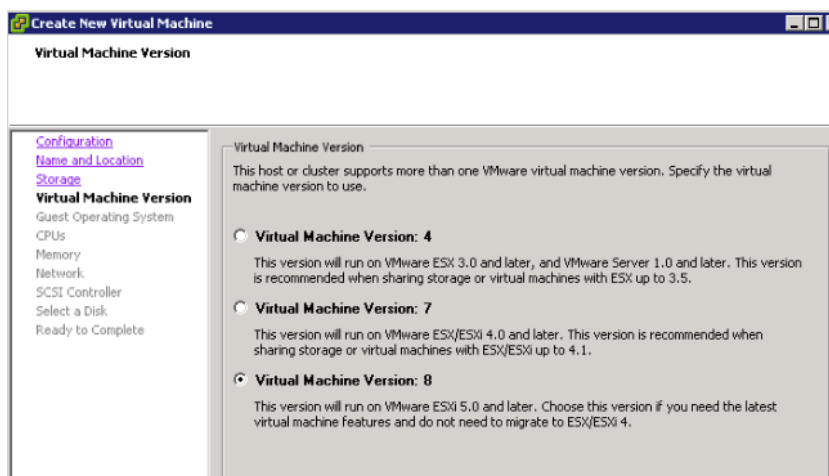 Create New Virtual Machine
Virtual Machine Version
Configuration
Name and Location
Storage
Virtual Machine Version
Guest Operating System
CPUs
Memory
Network
SCSI Controller
Select a Disk
Ready to Complete
Virtual Machine Version
This host or cluster supports more than one VMware virtual machine version. Specify the virtual
machine version to use.
Virtual Machine Version: 4
This version will run on VMware ESX 3.0 and later, and VMware Server 1.0 and later. This version
is recommended when sharing storage or virtual machines with ESX up to 3.5.
Virtual Machine Version: 7
This version will run on VMware ESX/ESXi 4.0 and later. This version is recommended when
sharing storage or virtual machines with ESX/ESXi up to 4.1.
Virtual Machine Version: 8
This version will run on VMware ESXi 5.0 and later. Choose this version if you need the latest
virtual machine features and do not need to migrate to ESX/ESXi 4.